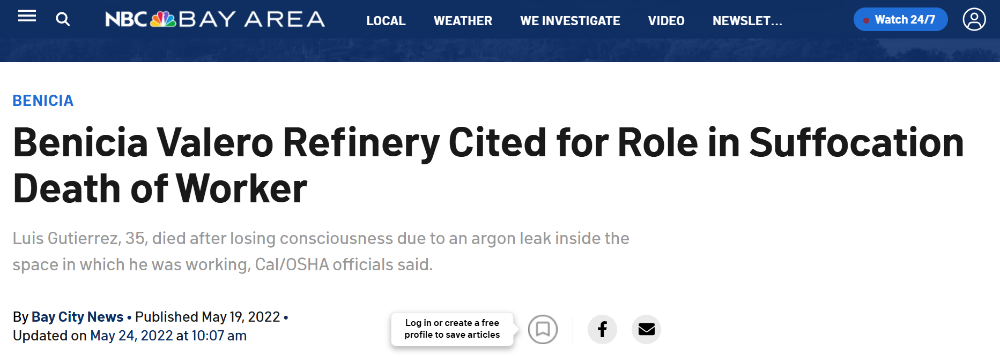 NBC BAY AREA LOCAL WEATHER WE INVESTIGATE VIDEO NEWSLET... Watch 24/7
BENICIA
Benicia Valero Refinery Cited for Role in Suffocation
Death of Worker
Luis Gutierrez, 35, died after losing consciousness due to an argon leak inside the
space in which he was working, Cal/OSHA officials said.
By Bay City News • Published May 19, 2022 •
Updated on May 24, 2022 at 10:07 am
Log in or create a free
profile to save articles